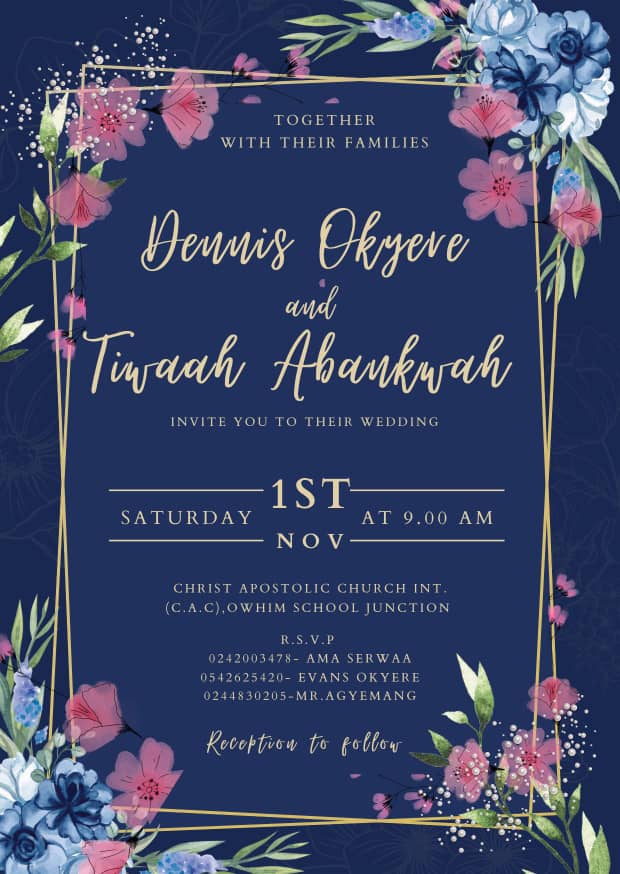 TOGETHER
WITH THEIR FAMILIES
Dennis Okyere
and
Tiwaah Abankwah
INVITE YOU TO THEIR WEDDING
SATURDAY 1ST NOV AT 9.00 AM
CHRIST APOSTOLIC CHURCH INT.
(C.A.C),OWHIM SCHOOL JUNCTION
R.S.V.P
0242003478- AMA SERWAA
0542625420- EVANS OKYERE
0244830205-MR.AGYEMANG
Reception to follow